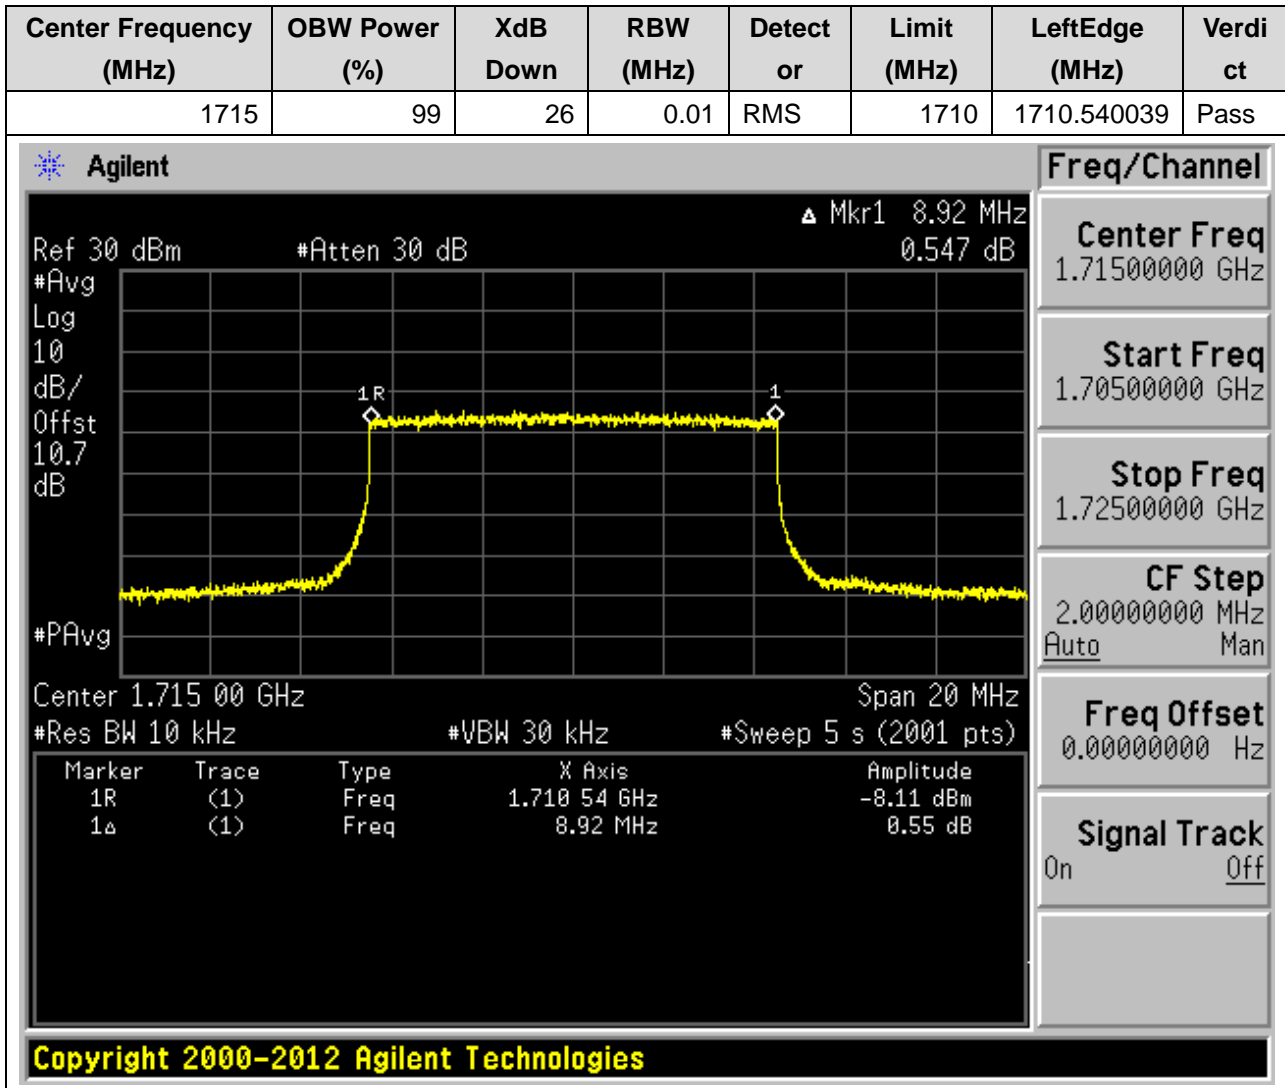 Center Frequency (MHz) OBW Power (%) XdB Down RBW (MHz) Detect or Limit (MHz) LeftEdge (MHz) Verdi ct
1715 99 26 0.01 RMS 1710 1710.540039 Pass
Agilent
Freq/Channel
Δ Mkr1 8.92 MHz
Ref 30 dBm #Atten 30 dB 0.547 dB
#Avg
Log
10
dB/
Offst
10.7
dB
#PAvg
1R
1
Center 1.715 00 GHz Span 20 MHz
#Res BW 10 kHz #VBW 30 kHz #Sweep 5 s (2001 pts)
Marker Trace Type X Axis Amplitude
1R (1) Freq 1.710 54 GHz -8.11 dBm
1Δ (1) Freq 8.92 MHz 0.55 dB
Center Freq
1.71500000 GHz
Start Freq
1.70500000 GHz
Stop Freq
1.72500000 GHz
CF Step
2.00000000 MHz
Auto Man
Freq Offset
0.00000000 Hz
Signal Track
On Off
Copyright 2000-2012 Agilent Technologies